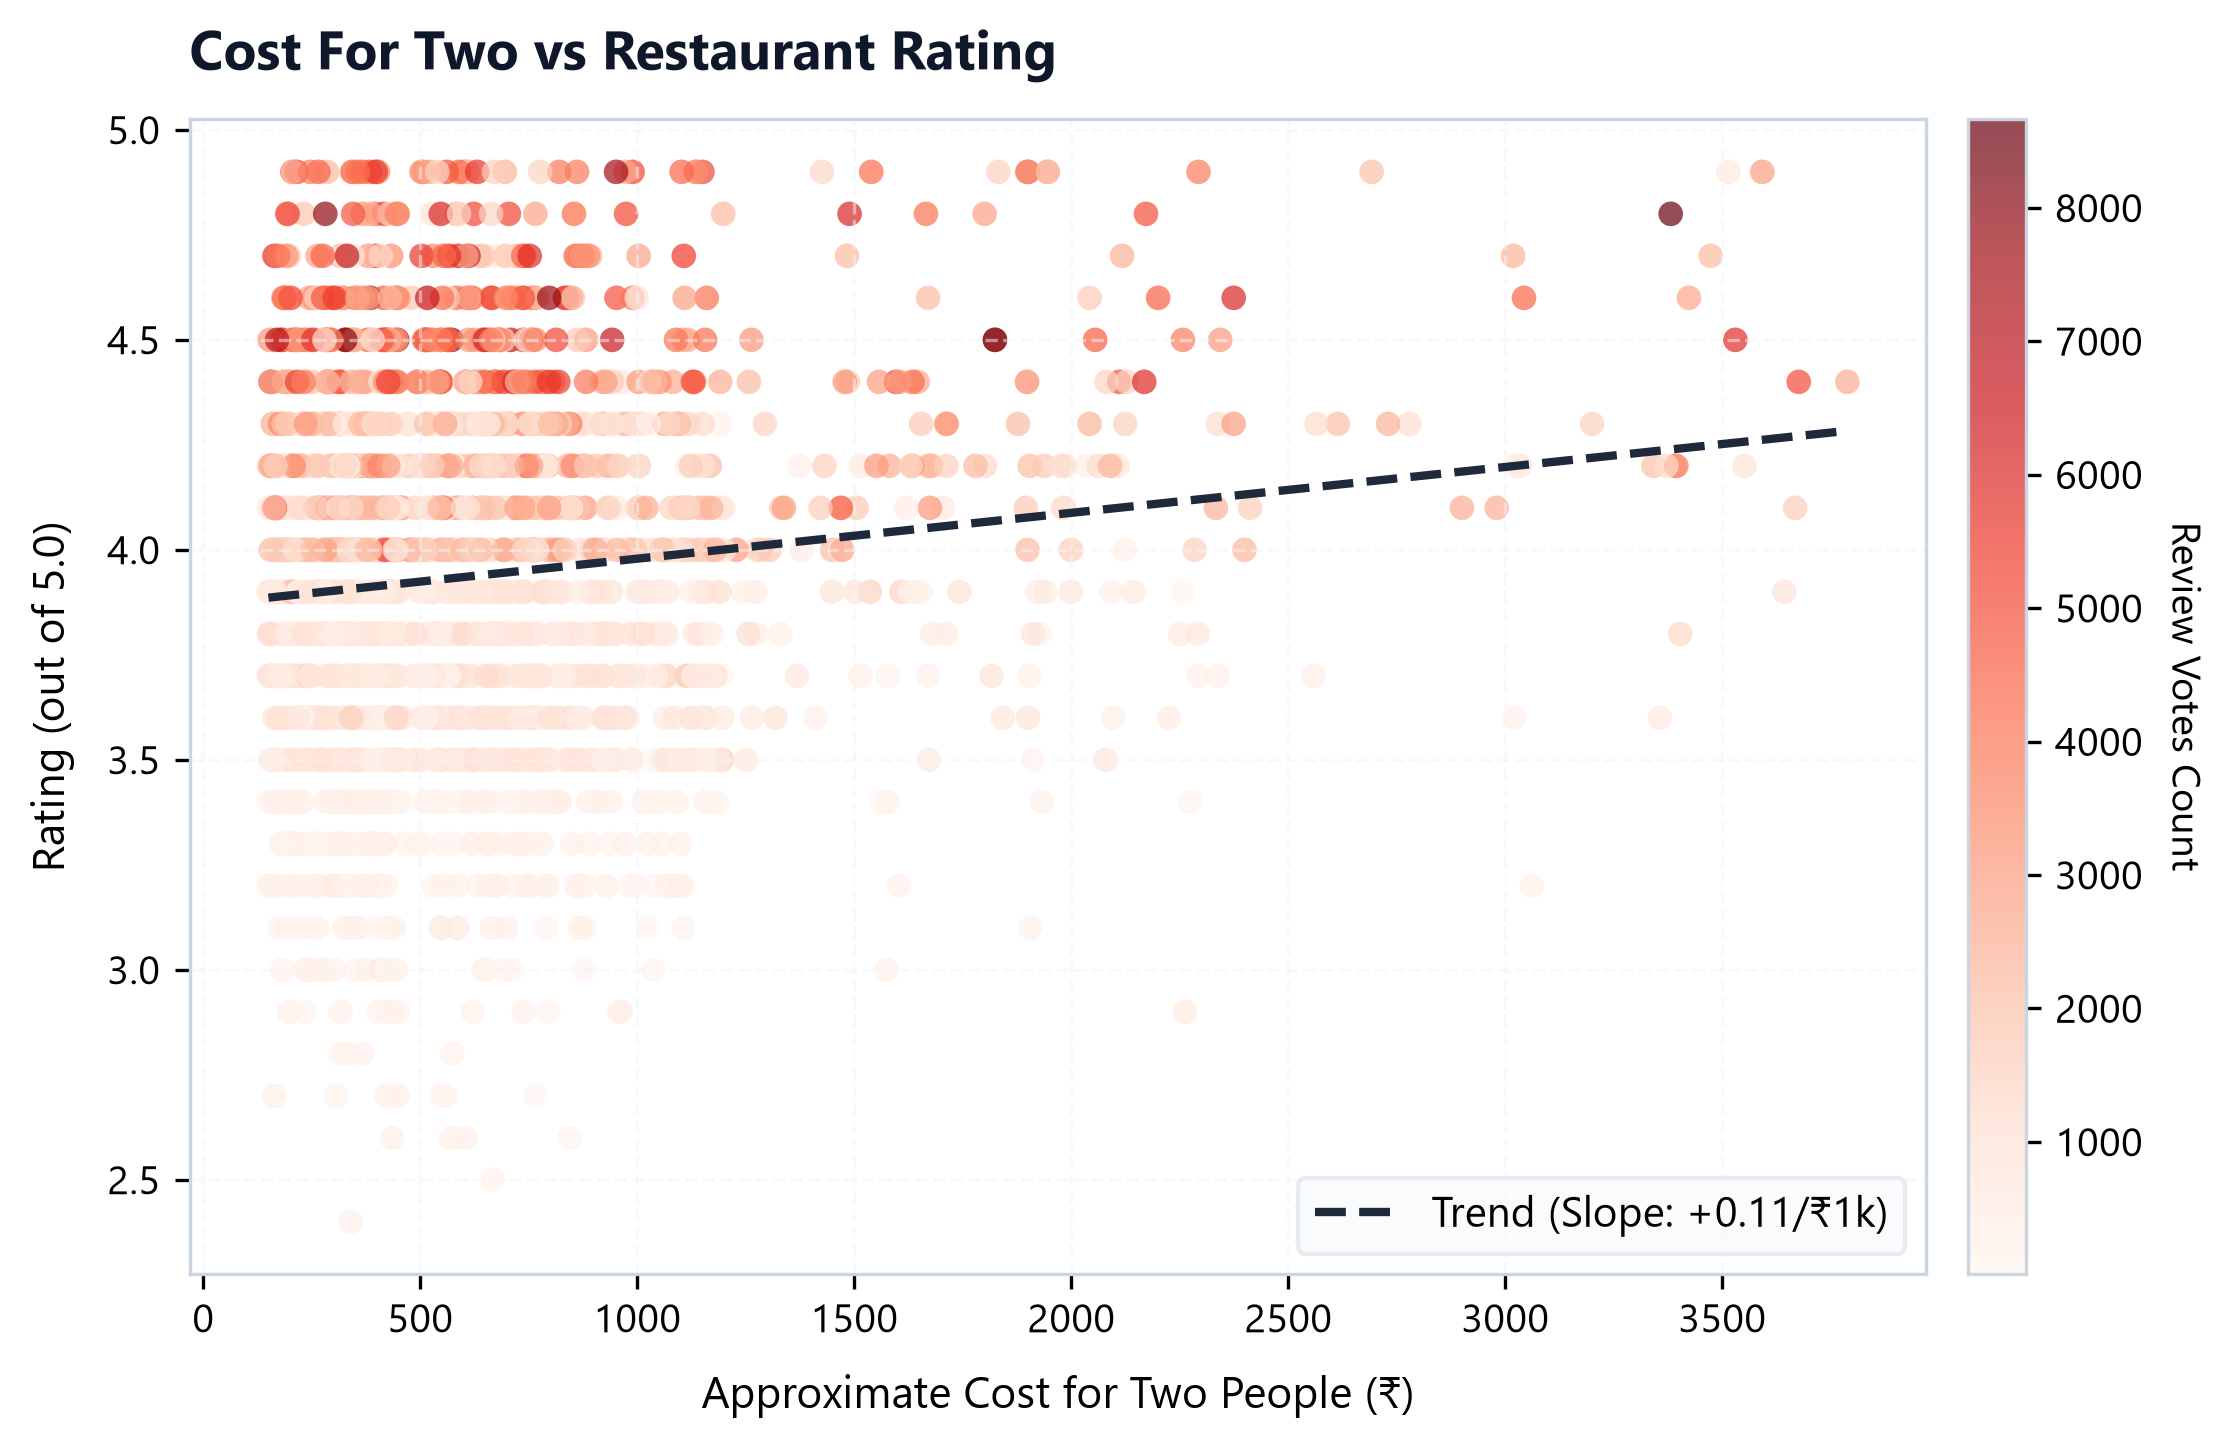 Cost For Two vs Restaurant Rating
5.0
4.5
4.0
3.5
3.0
2.5
Rating (out of 5.0)
0 500 1000 1500 2000 2500 3000 3500
Approximate Cost for Two People (₹)
Trend (Slope: +0.11/₹1k)
8000
7000
6000
5000
4000
3000
2000
1000
Review Votes Count